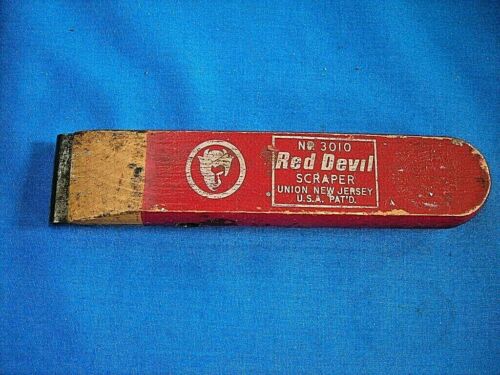 NO. 3010
Red Devil
SCRAPER
UNION NEW JERSEY
U.S.A. PAT'D.